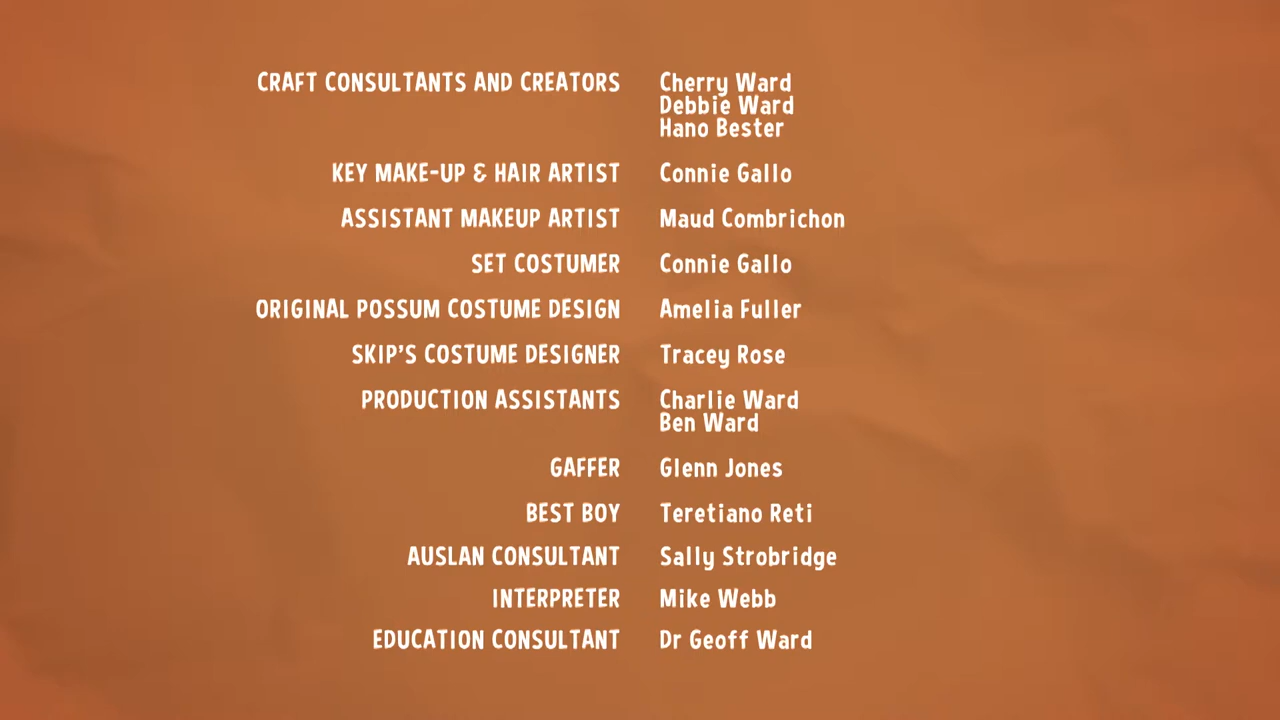 CRAFT CONSULTANTS AND CREATORS Cherry Ward
Debbie Ward
Hano Bester
KEY MAKE-UP & HAIR ARTIST Connie Gallo
ASSISTANT MAKEUP ARTIST Maud Combrichon
SET COSTUMER Connie Gallo
ORIGINAL POSSUM COSTUME DESIGN Amelia Fuller
SKIP'S COSTUME DESIGNER Tracey Rose
PRODUCTION ASSISTANTS Charlie Ward
Ben Ward
GAFFER Glenn Jones
BEST BOY Teretiano Reti
AUSLAN CONSULTANT Sally Strobridge
INTERPRETER Mike Webb
EDUCATION CONSULTANT Dr Geoff Ward